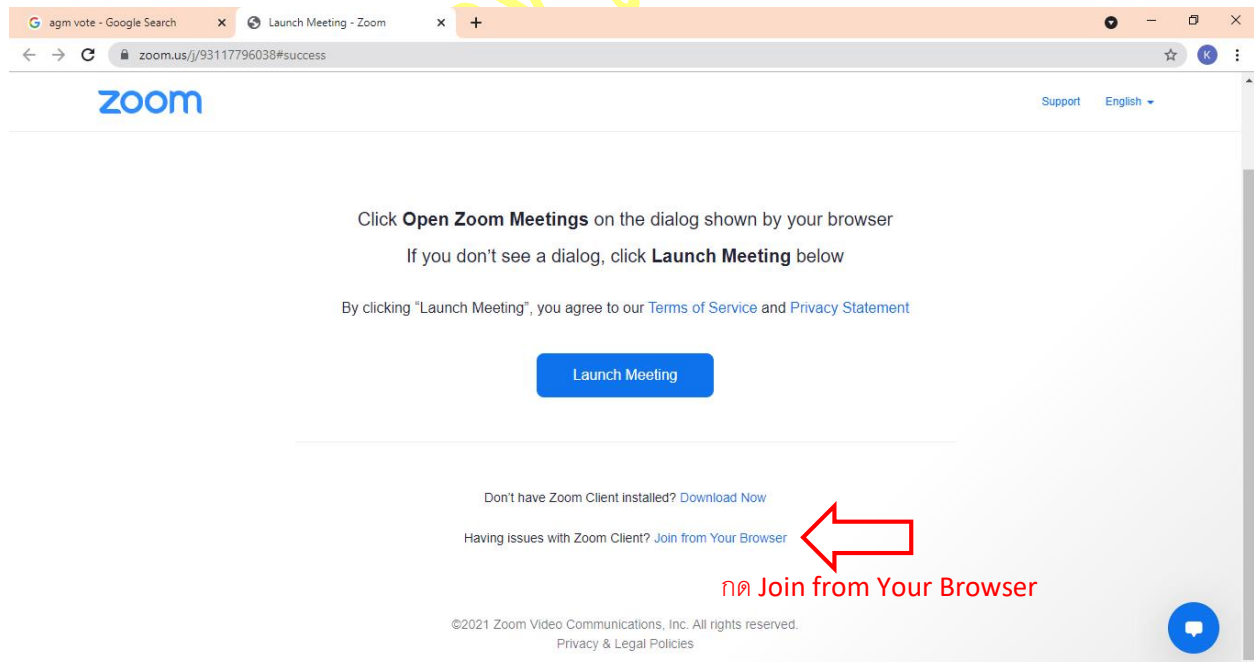 agm vote - Google Search
Launch Meeting - Zoom
zoom.us/j/93117796038#success
K
zoom
Support English
Click Open Zoom Meetings on the dialog shown by your browser
If you don't see a dialog, click Launch Meeting below
By clicking “Launch Meeting”, you agree to our Terms of Service and Privacy Statement
Launch Meeting
Don't have Zoom Client installed? Download Now
Having issues with Zoom Client? Join from Your Browser
กด Join from Your Browser
©2021 Zoom Video Communications, Inc. All rights reserved.
Privacy & Legal Policies